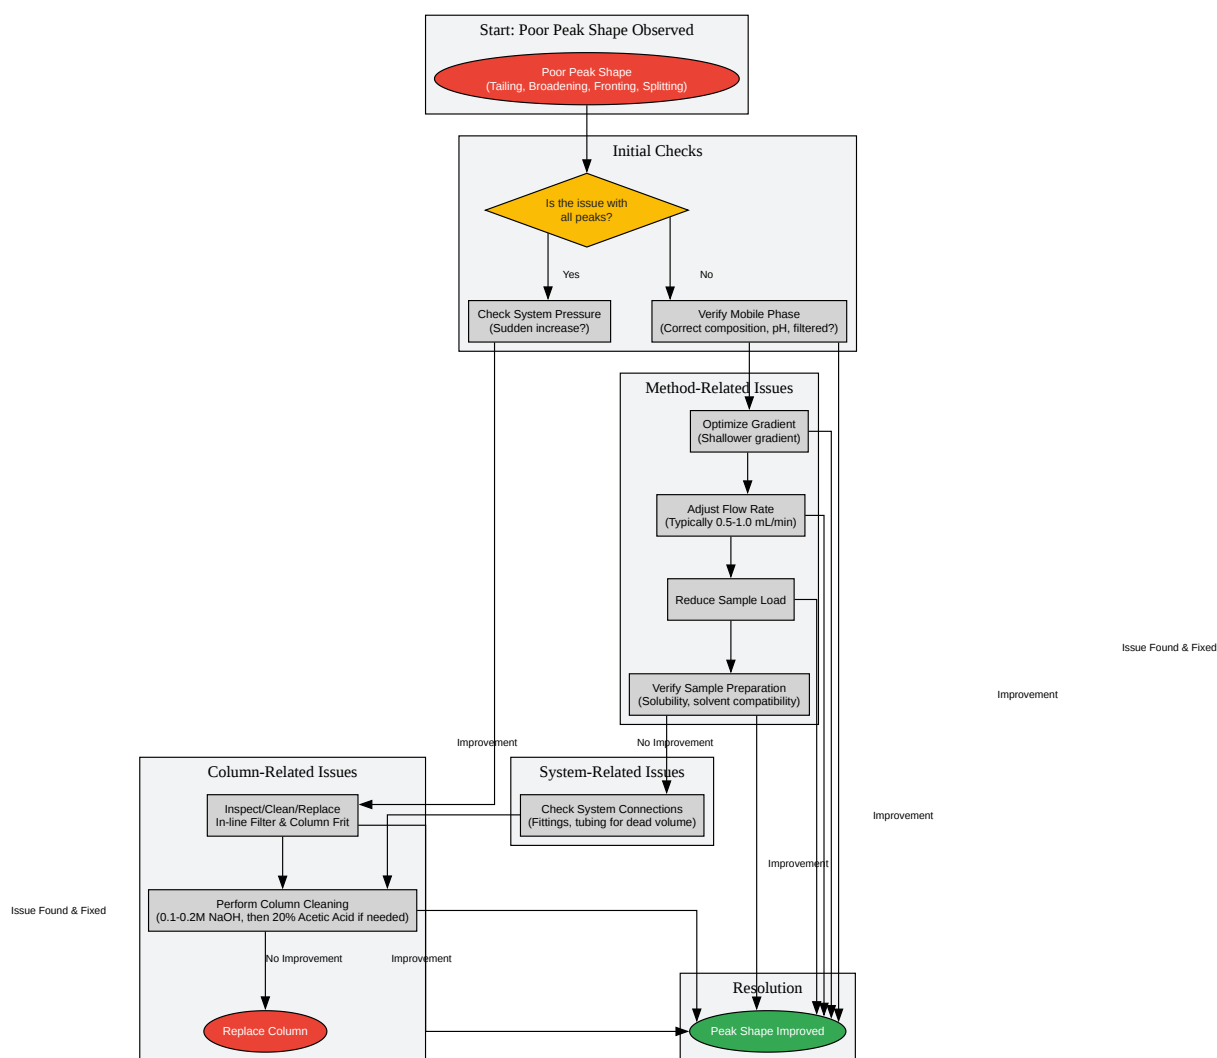 Start: Poor Peak Shape Observed
Poor Peak Shape
(Tailing, Broadening, Fronting, Splitting)
Initial Checks
Is the issue with
all peaks?
Yes
No
Check System Pressure
(Sudden increase?)
Verify Mobile Phase
(Correct composition, pH, filtered?)
Method-Related Issues
Optimize Gradient
(Shallower gradient)
Adjust Flow Rate
(Typically 0.5-1.0 mL/min)
Reduce Sample Load
Issue Found & Fixed
Verify Sample Preparation
(Solubility, solvent compatibility)
Improvement
Improvement
No Improvement
Column-Related Issues
System-Related Issues
Inspect/Clean/Replace
In-line Filter & Column Frit
Check System Connections
(Fittings, tubing for dead volume)
Improvement
Improvement
Perform Column Cleaning
(0.1-0.2M NaOH, then 20% Acetic Acid if needed)
Issue Found & Fixed
No Improvement
Improvement
Resolution
Replace Column
Peak Shape Improved